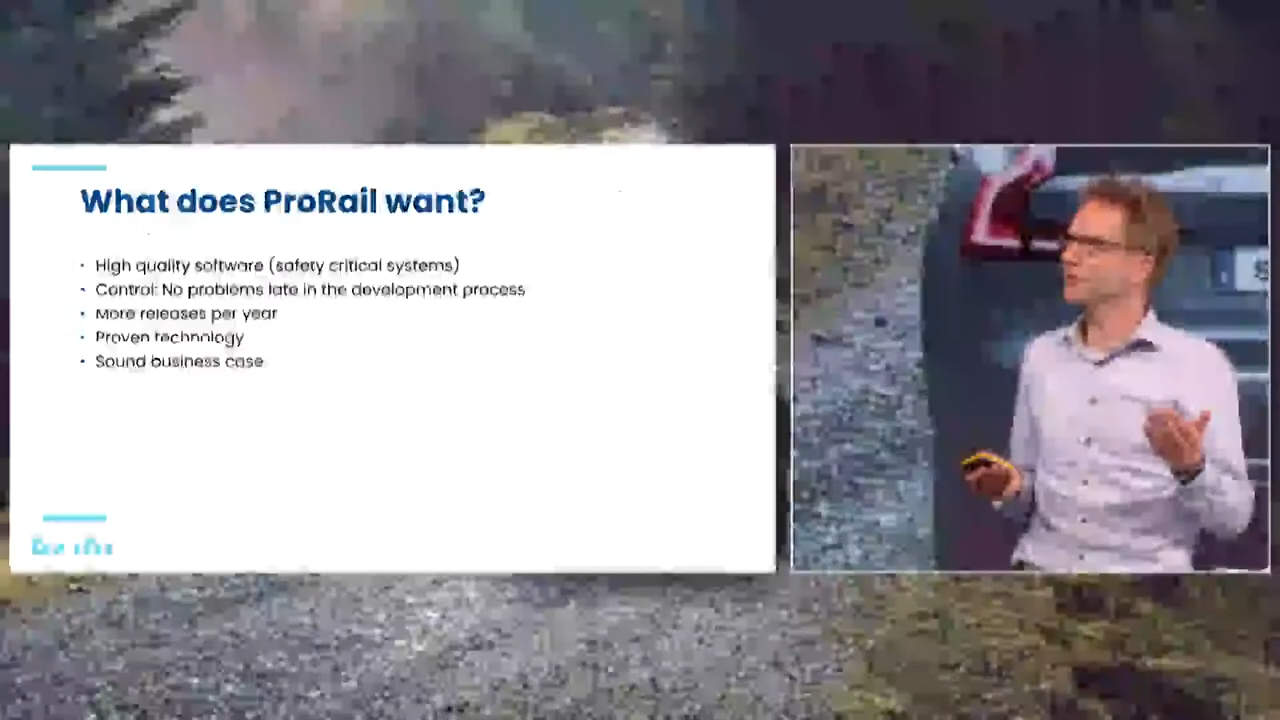 What does ProRail want?
• High quality software (safety critical systems)
• Control: No problems late in the development process
• More releases per year
• Proven technology
• Sound business case